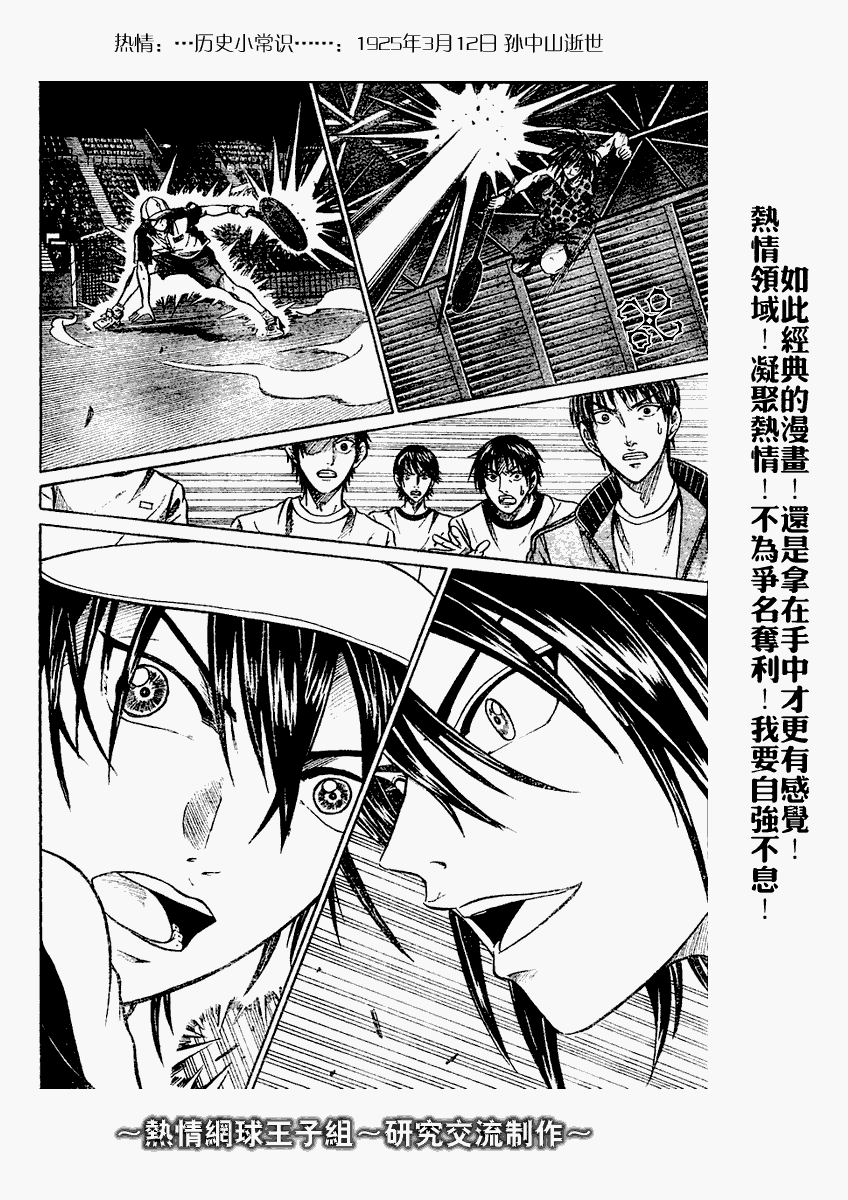 热情：…历史小常识……：1925年3月12日 孙中山逝世
如此經典的漫畫！還是拿在手中才更有感覺！
熱情領域！凝聚熱情！不為爭名奪利！我要自強不息！
～熱情網球王子組～研究交流制作～